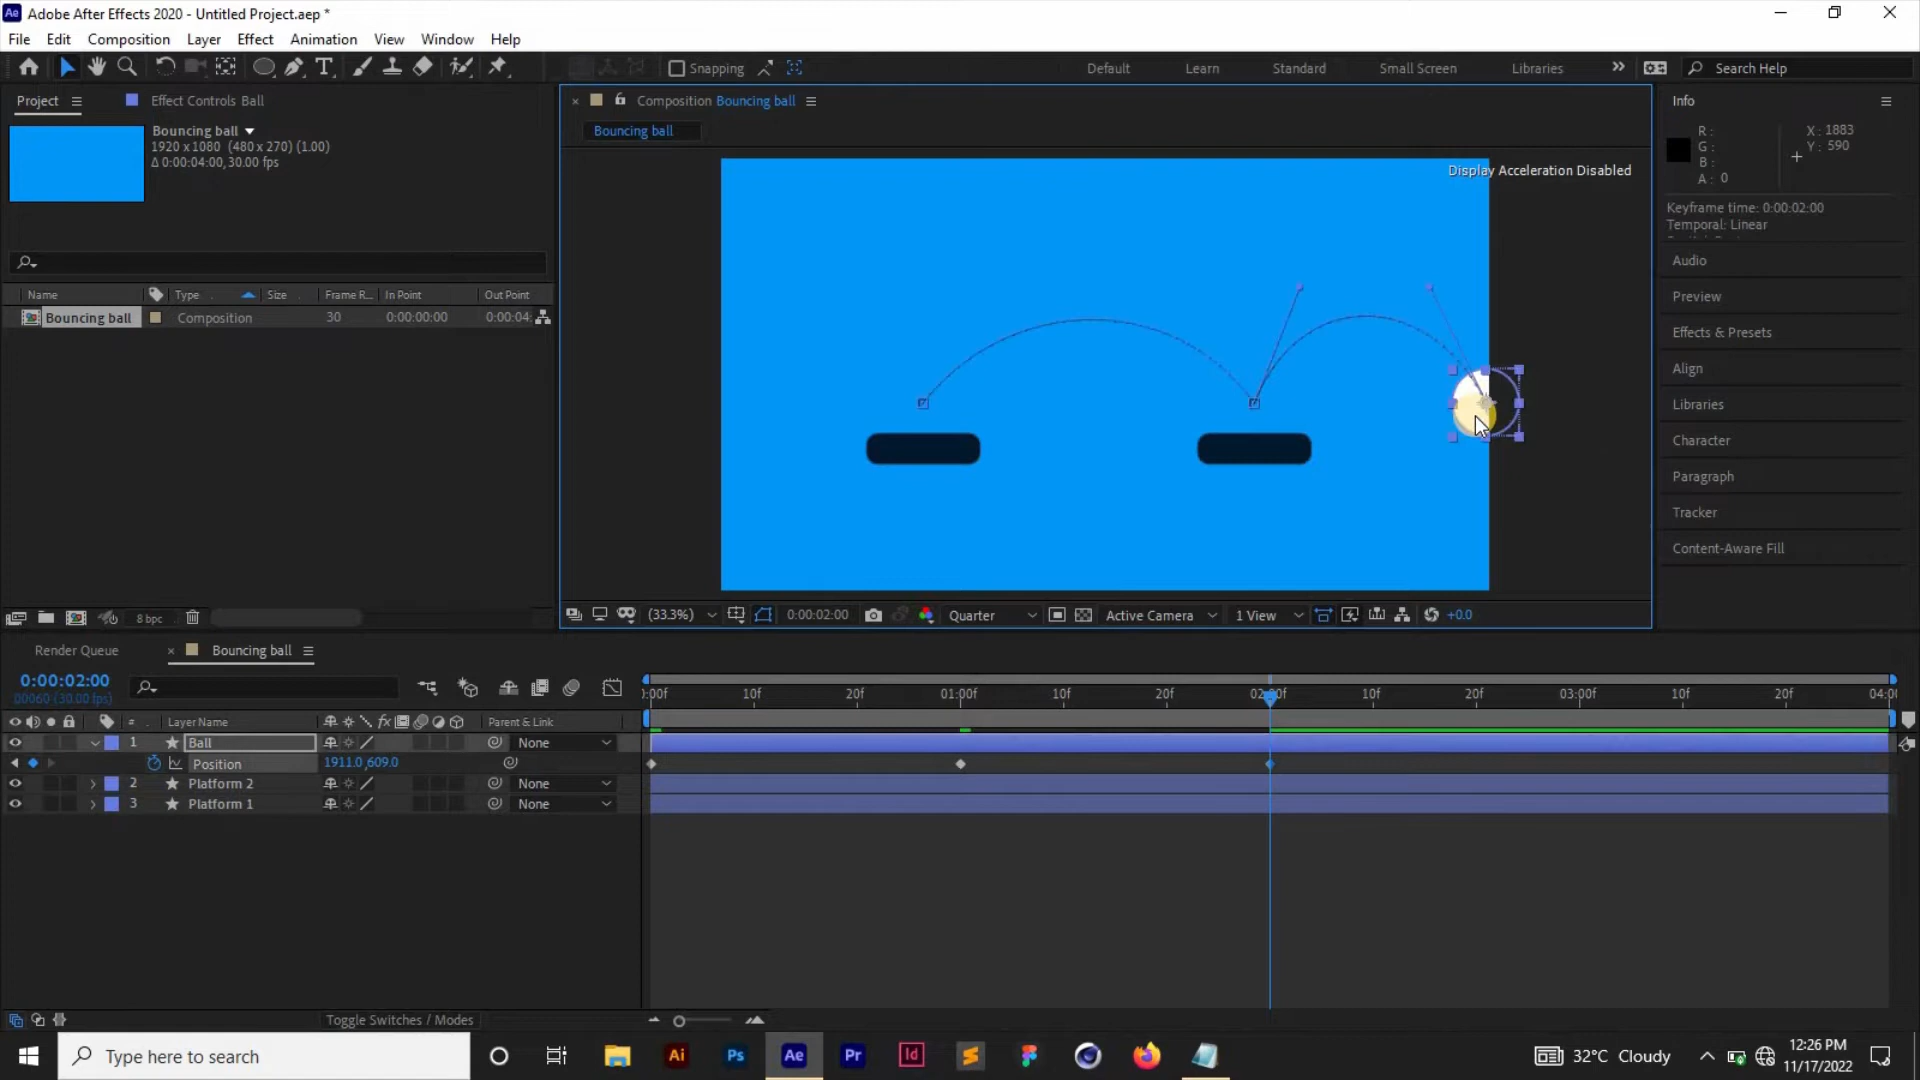 Adobe After Effects 2020 - Untitled Project.aep *
File Edit Composition Layer Effect Animation View Window Help
Snapping
Default Learn Standard Small Screen Libraries
Search Help
Project
Effect Controls Ball
Composition Bouncing ball
Info
Bouncing ball
1920 x 1080 (480 x 270) (1.00)
Δ 0:00:04:00, 30.00 fps
Bouncing ball
Display Acceleration Disabled
R :
G :
B :
A : 0
X : 1883
Y : 590
Keyframe time: 0:00:02:00
Temporal: Linear
Audio
Preview
Effects & Presets
Align
Libraries
Character
Paragraph
Tracker
Content-Aware Fill
Name Type Size Frame R... In Point Out Point
Bouncing ball Composition 30 0:00:00:00 0:00:04:
8 bpc
(33.3%) 0:00:02:00 Quarter Active Camera 1 View +0.0
Render Queue
Bouncing ball
0:00:02:00
00060 (30.00 fps)
:00f 10f 20f 01:00f 10f 20f 02:00f 10f 20f 03:00f 10f 20f 04:0
# Layer Name fx Parent & Link
1 Ball None
Position 1911.0,609.0
2 Platform 2 None
3 Platform 1 None
Toggle Switches / Modes
Type here to search
Ai Ps Ae Pr Id
32°C Cloudy
12:26 PM
11/17/2022